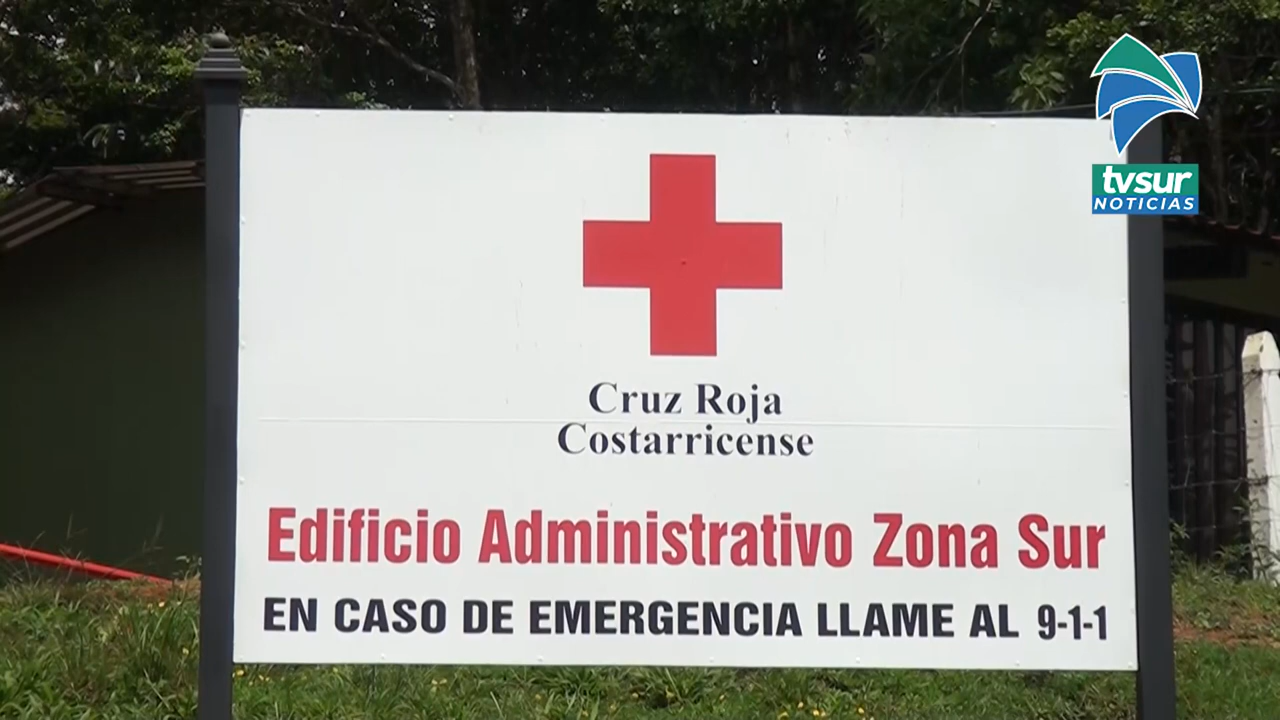 tvsur
NOTICIAS
Cruz Roja
Costarricense
Edificio Administrativo Zona Sur
EN CASO DE EMERGENCIA LLAME AL 9-1-1